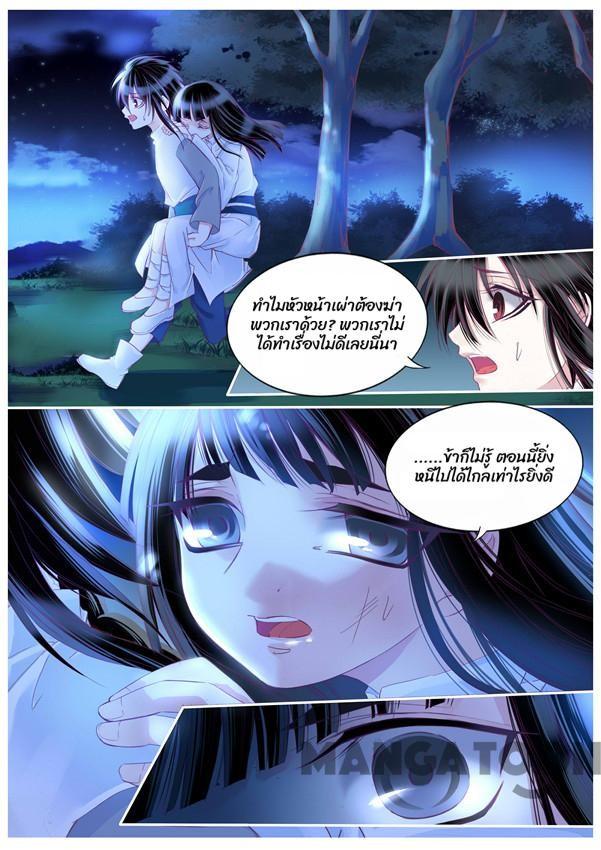 ทำไมหัวหน้าเผ่าต้องฆ่า
พวกเราด้วย? พวกเราไม่
ได้ทำเรื่องไม่ดีเลยนี่นา
......ข้าก็ไม่รู้ ตอนนี้ยิ่ง
หนีไปได้ไกลเท่าไรยิ่งดี
MANGATOWN